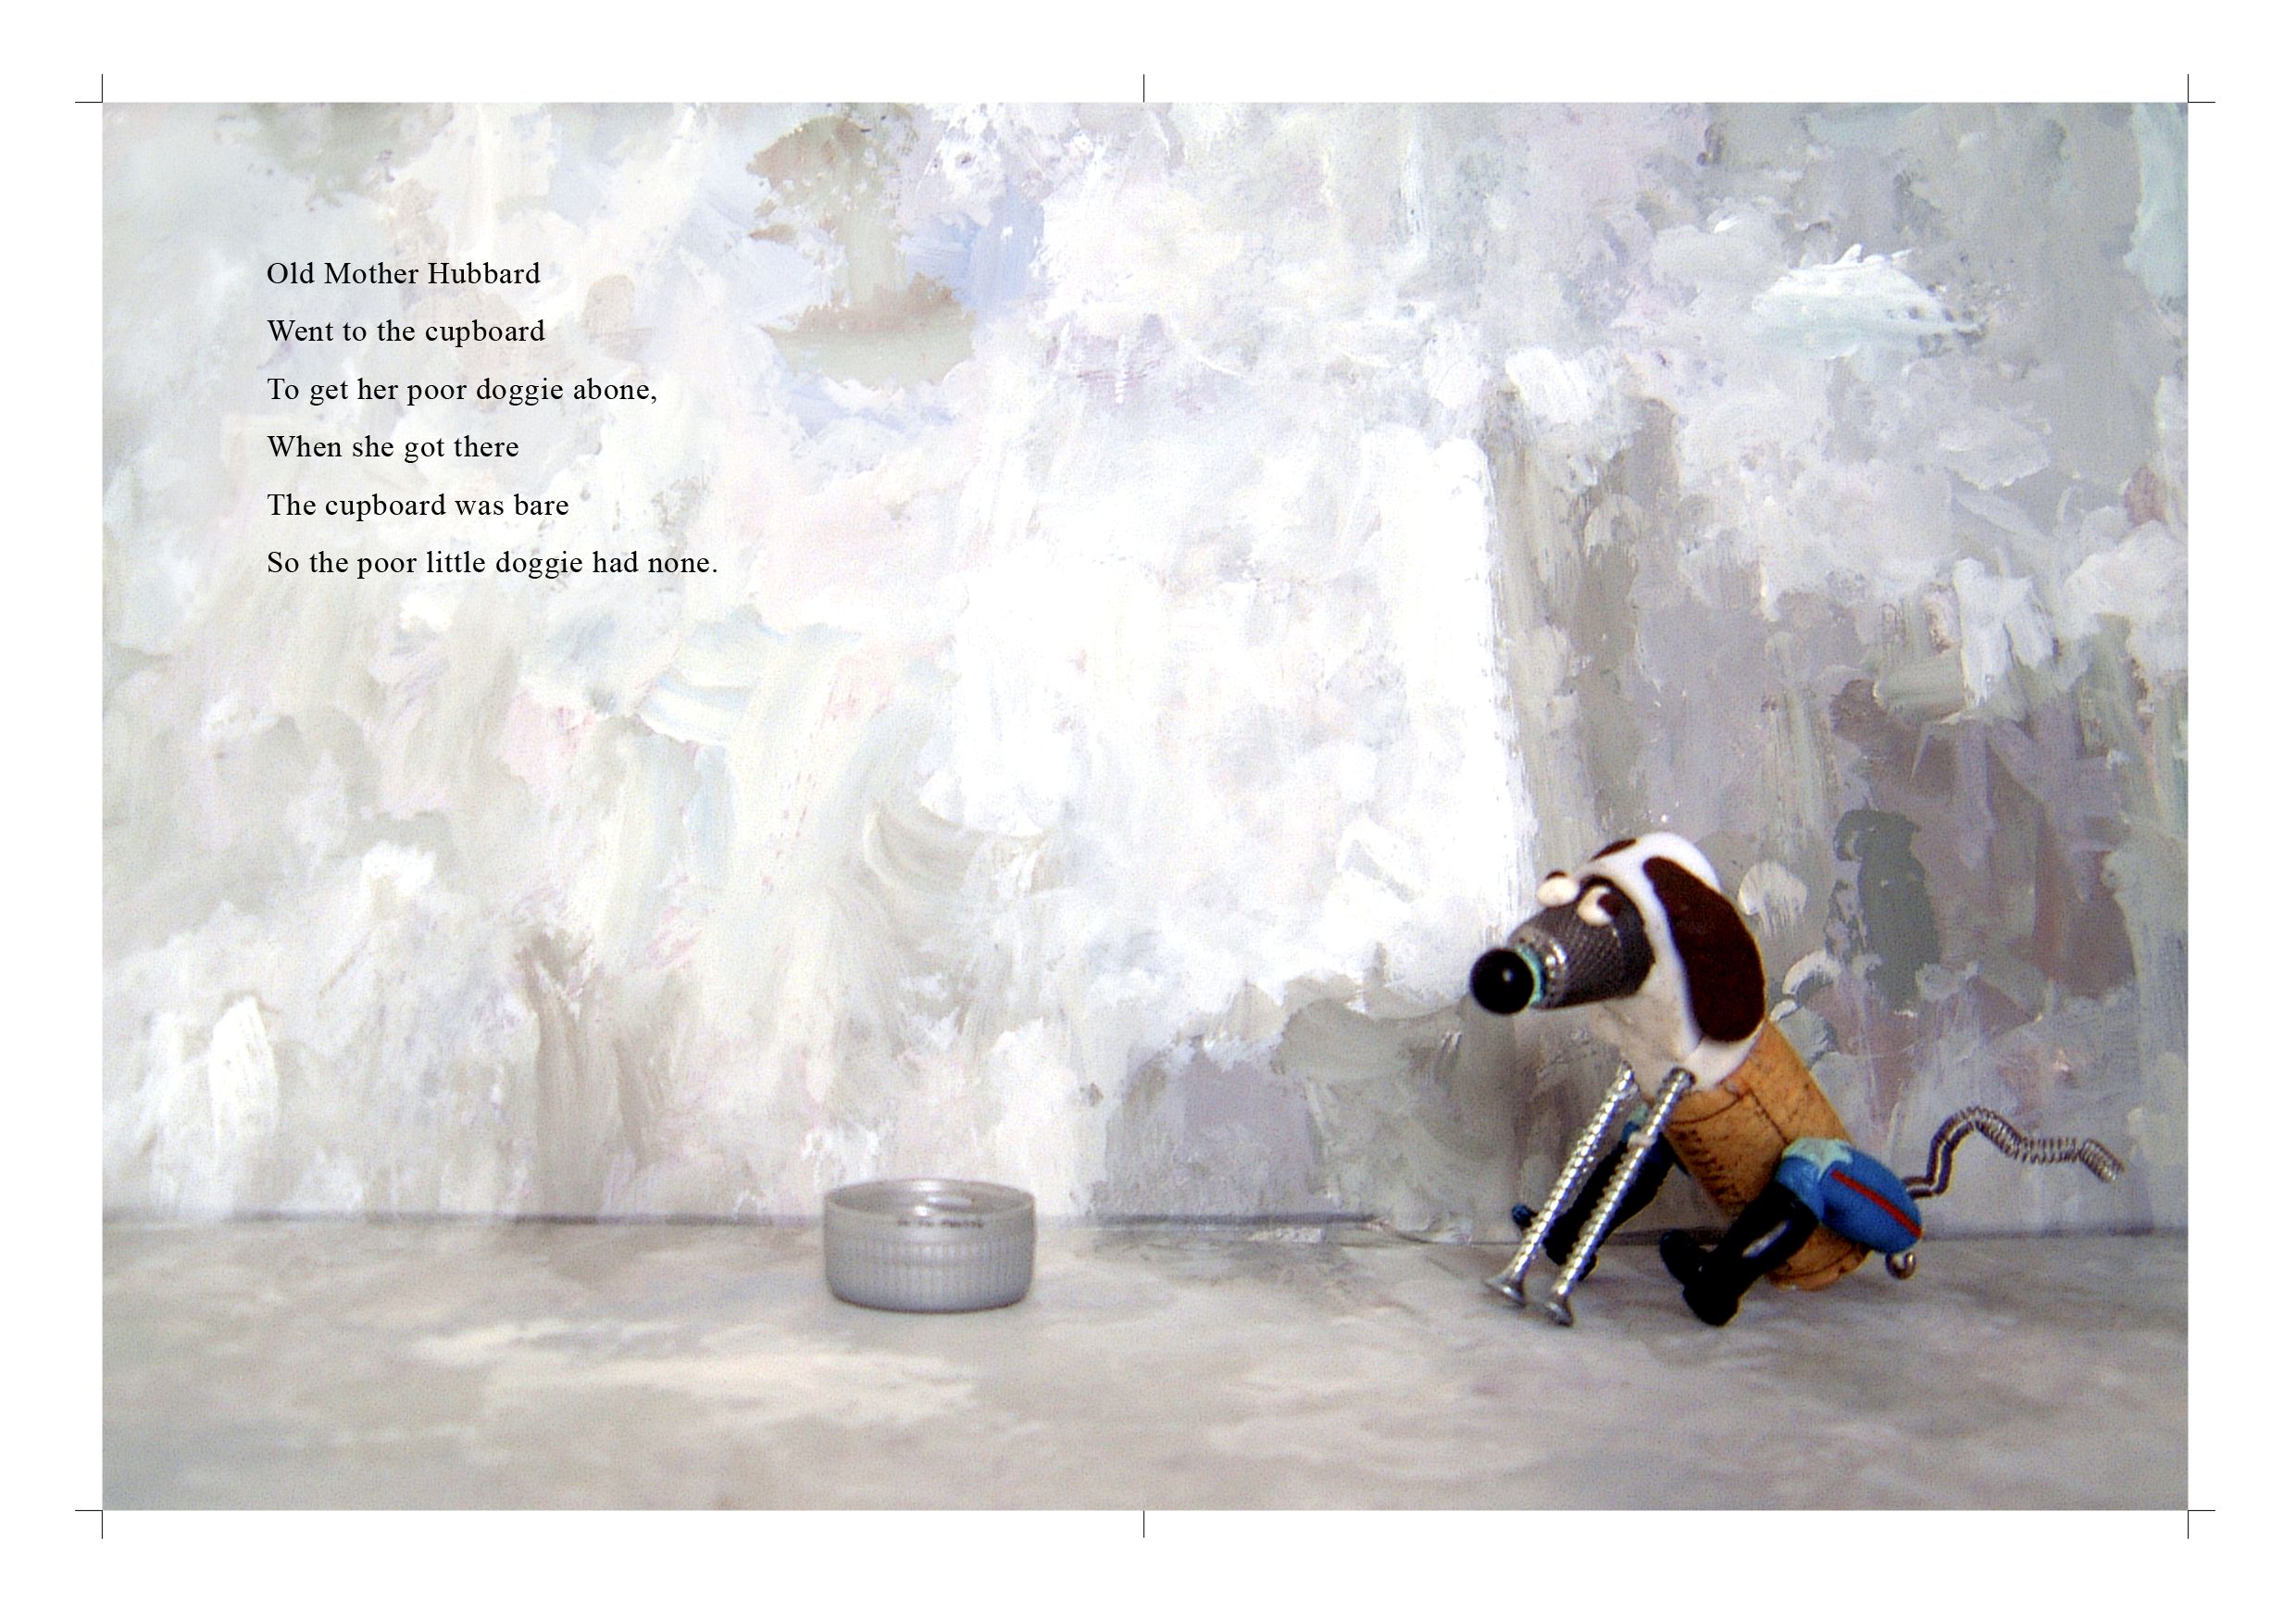 Old Mother Hubbard
Went to the cupboard
To get her poor doggie abone,
When she got there
The cupboard was bare
So the poor little doggie had none.